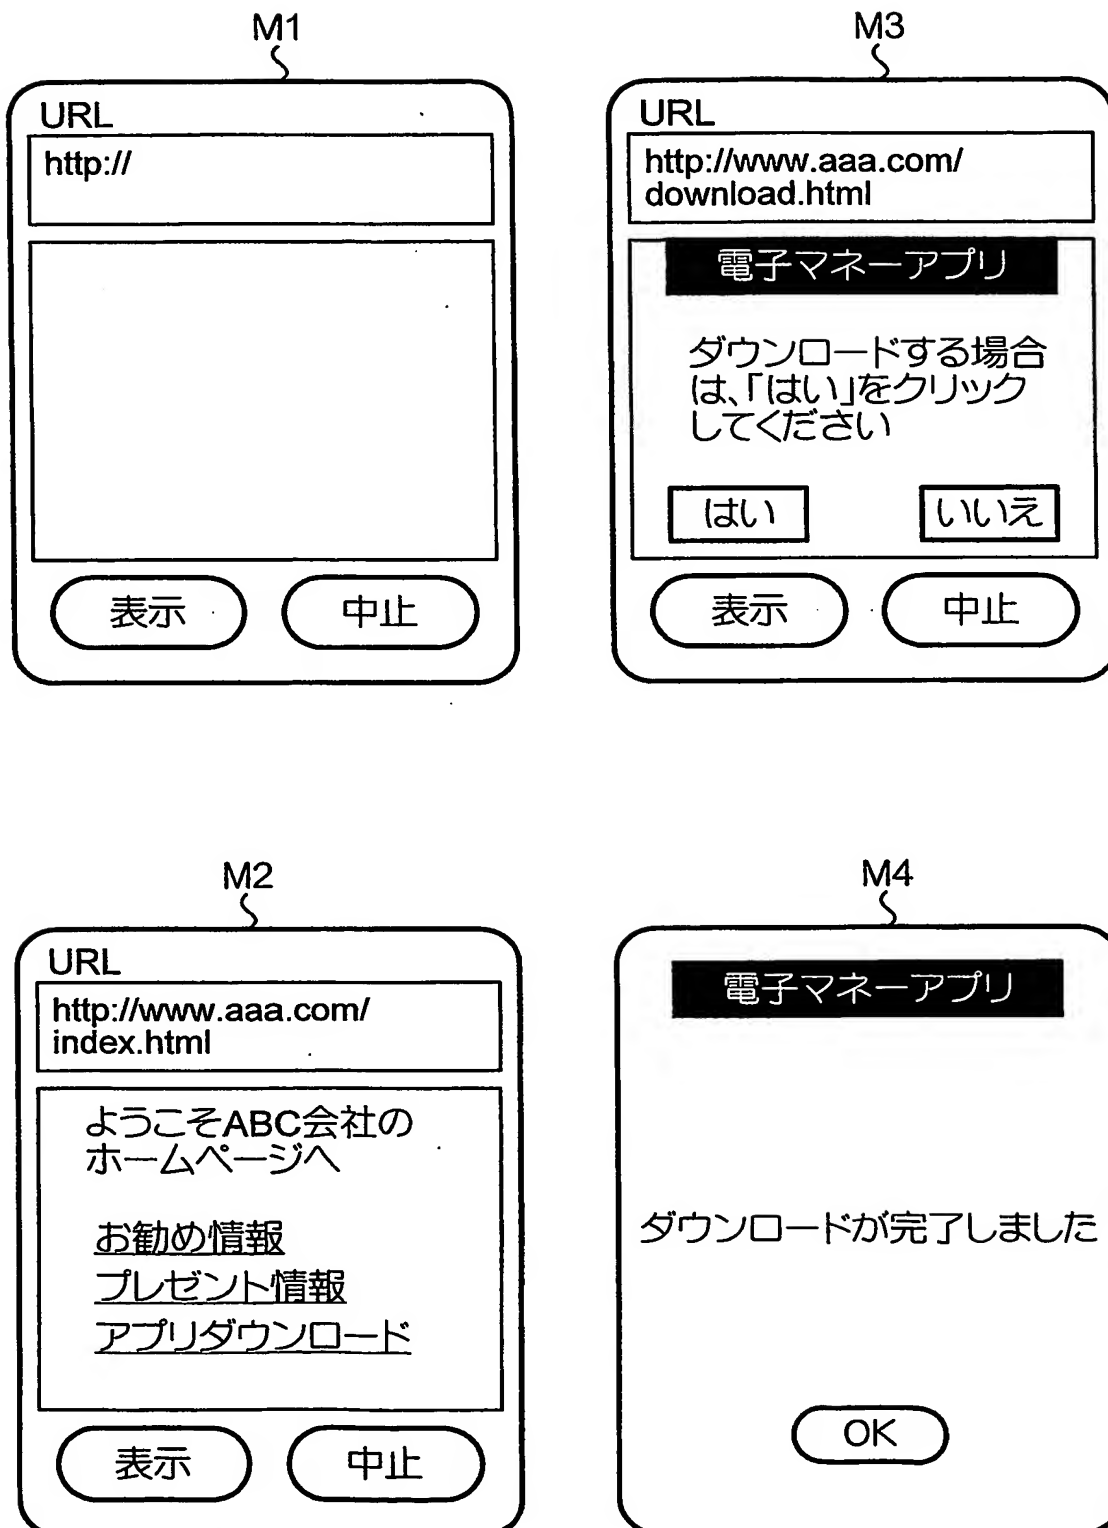 M1
URL
http://
表示 中止
M3
URL
http://www.aaa.com/
download.html
電子マネーアプリ
ダウンロードする場合
は、「はい」をクリック
してください
はい いいえ
表示 中止
M2
URL
http://www.aaa.com/
index.html
ようこそABC会社の
ホームページへ
お勧め情報
プレゼント情報
アプリダウンロード
表示 中止
M4
電子マネーアプリ
ダウンロードが完了しました
OK